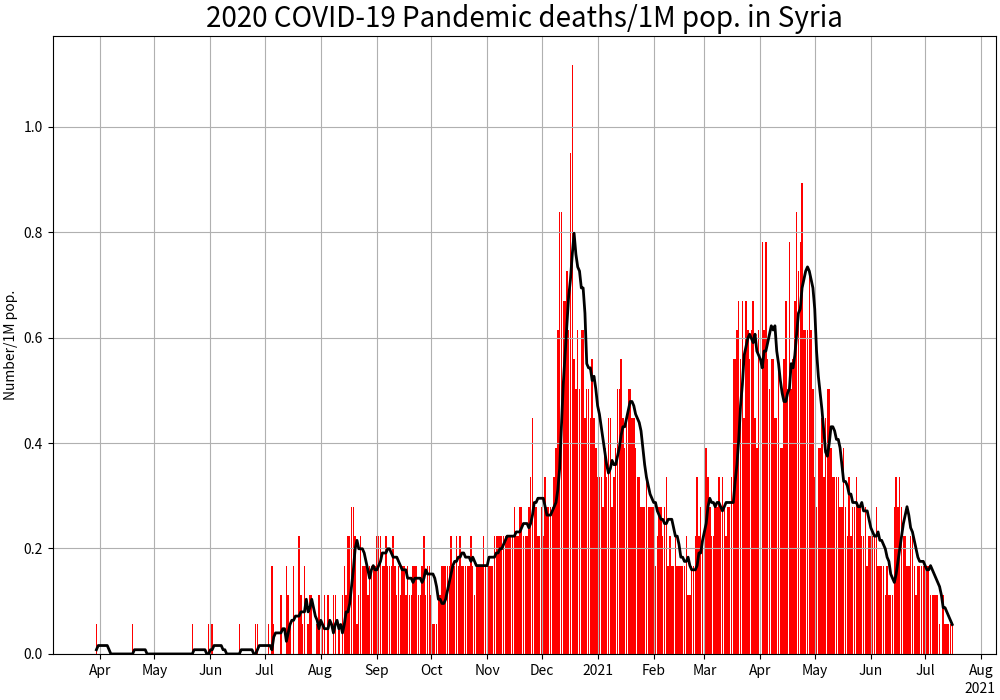 2020 COVID-19 Pandemic deaths/1M pop. in Syria
Number/1M pop.
1.0
0.8
0.6
0.4
0.2
0.0
Apr May Jun Jul Aug Sep Oct Nov Dec 2021 Feb Mar Apr May Jun Jul Aug
2021